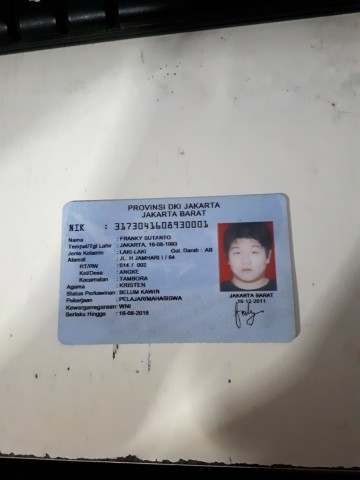 PROVINSI DKI JAKARTA
JAKARTA BARAT
NIK : 3173041608930001
Nama : FRANKY SUTANTO
Tempat/Tgl Lahir : JAKARTA, 16-08-1993
Jenis Kelamin : LAKI-LAKI Gol. Darah : AB
Alamat : JL. H JAMHARI I / 64
RT/RW : 014 / 002
Kel/Desa : ANGKE
Kecamatan : TAMBORA
Agama : KRISTEN
Status Perkawinan : BELUM KAWIN
Pekerjaan : PELAJAR/MAHASISWA
Kewarganegaraan : WNI
Berlaku Hingga : 16-08-2016
JAKARTA BARAT
16-12-2011